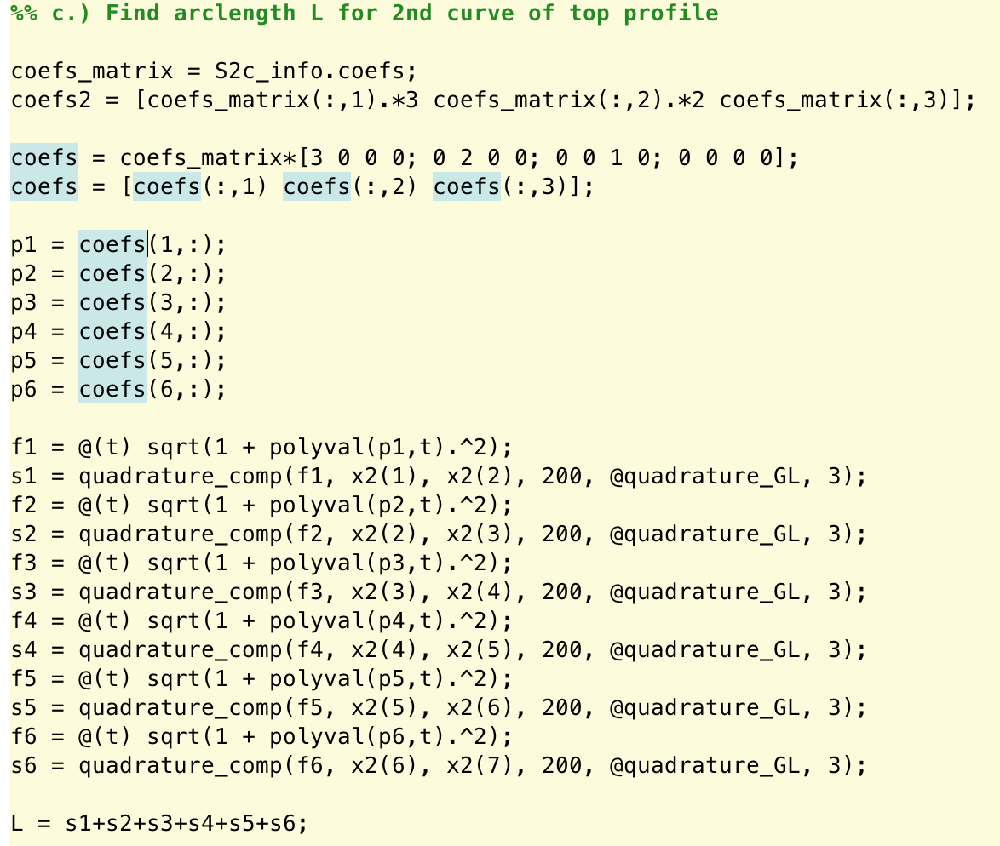 %% c.) Find arclength L for 2nd curve of top profile
coefs_matrix = S2c_info.coefs;
coefs2 = [coefs_matrix(:,1).*3 coefs_matrix(:,2).*2 coefs_matrix(:,3)];
coefs = coefs_matrix*[3 0 0 0; 0 2 0 0; 0 0 1 0; 0 0 0 0];
coefs = [coefs(:,1) coefs(:,2) coefs(:,3)];
p1 = coefs(1,:);
p2 = coefs(2,:);
p3 = coefs(3,:);
p4 = coefs(4,:);
p5 = coefs(5,:);
p6 = coefs(6,:);
f1 = @(t) sqrt(1 + polyval(p1,t).^2);
s1 = quadrature_comp(f1, x2(1), x2(2), 200, @quadrature_GL, 3);
f2 = @(t) sqrt(1 + polyval(p2,t).^2);
s2 = quadrature_comp(f2, x2(2), x2(3), 200, @quadrature_GL, 3);
f3 = @(t) sqrt(1 + polyval(p3,t).^2);
s3 = quadrature_comp(f3, x2(3), x2(4), 200, @quadrature_GL, 3);
f4 = @(t) sqrt(1 + polyval(p4,t).^2);
s4 = quadrature_comp(f4, x2(4), x2(5), 200, @quadrature_GL, 3);
f5 = @(t) sqrt(1 + polyval(p5,t).^2);
s5 = quadrature_comp(f5, x2(5), x2(6), 200, @quadrature_GL, 3);
f6 = @(t) sqrt(1 + polyval(p6,t).^2);
s6 = quadrature_comp(f6, x2(6), x2(7), 200, @quadrature_GL, 3);
L = s1+s2+s3+s4+s5+s6;